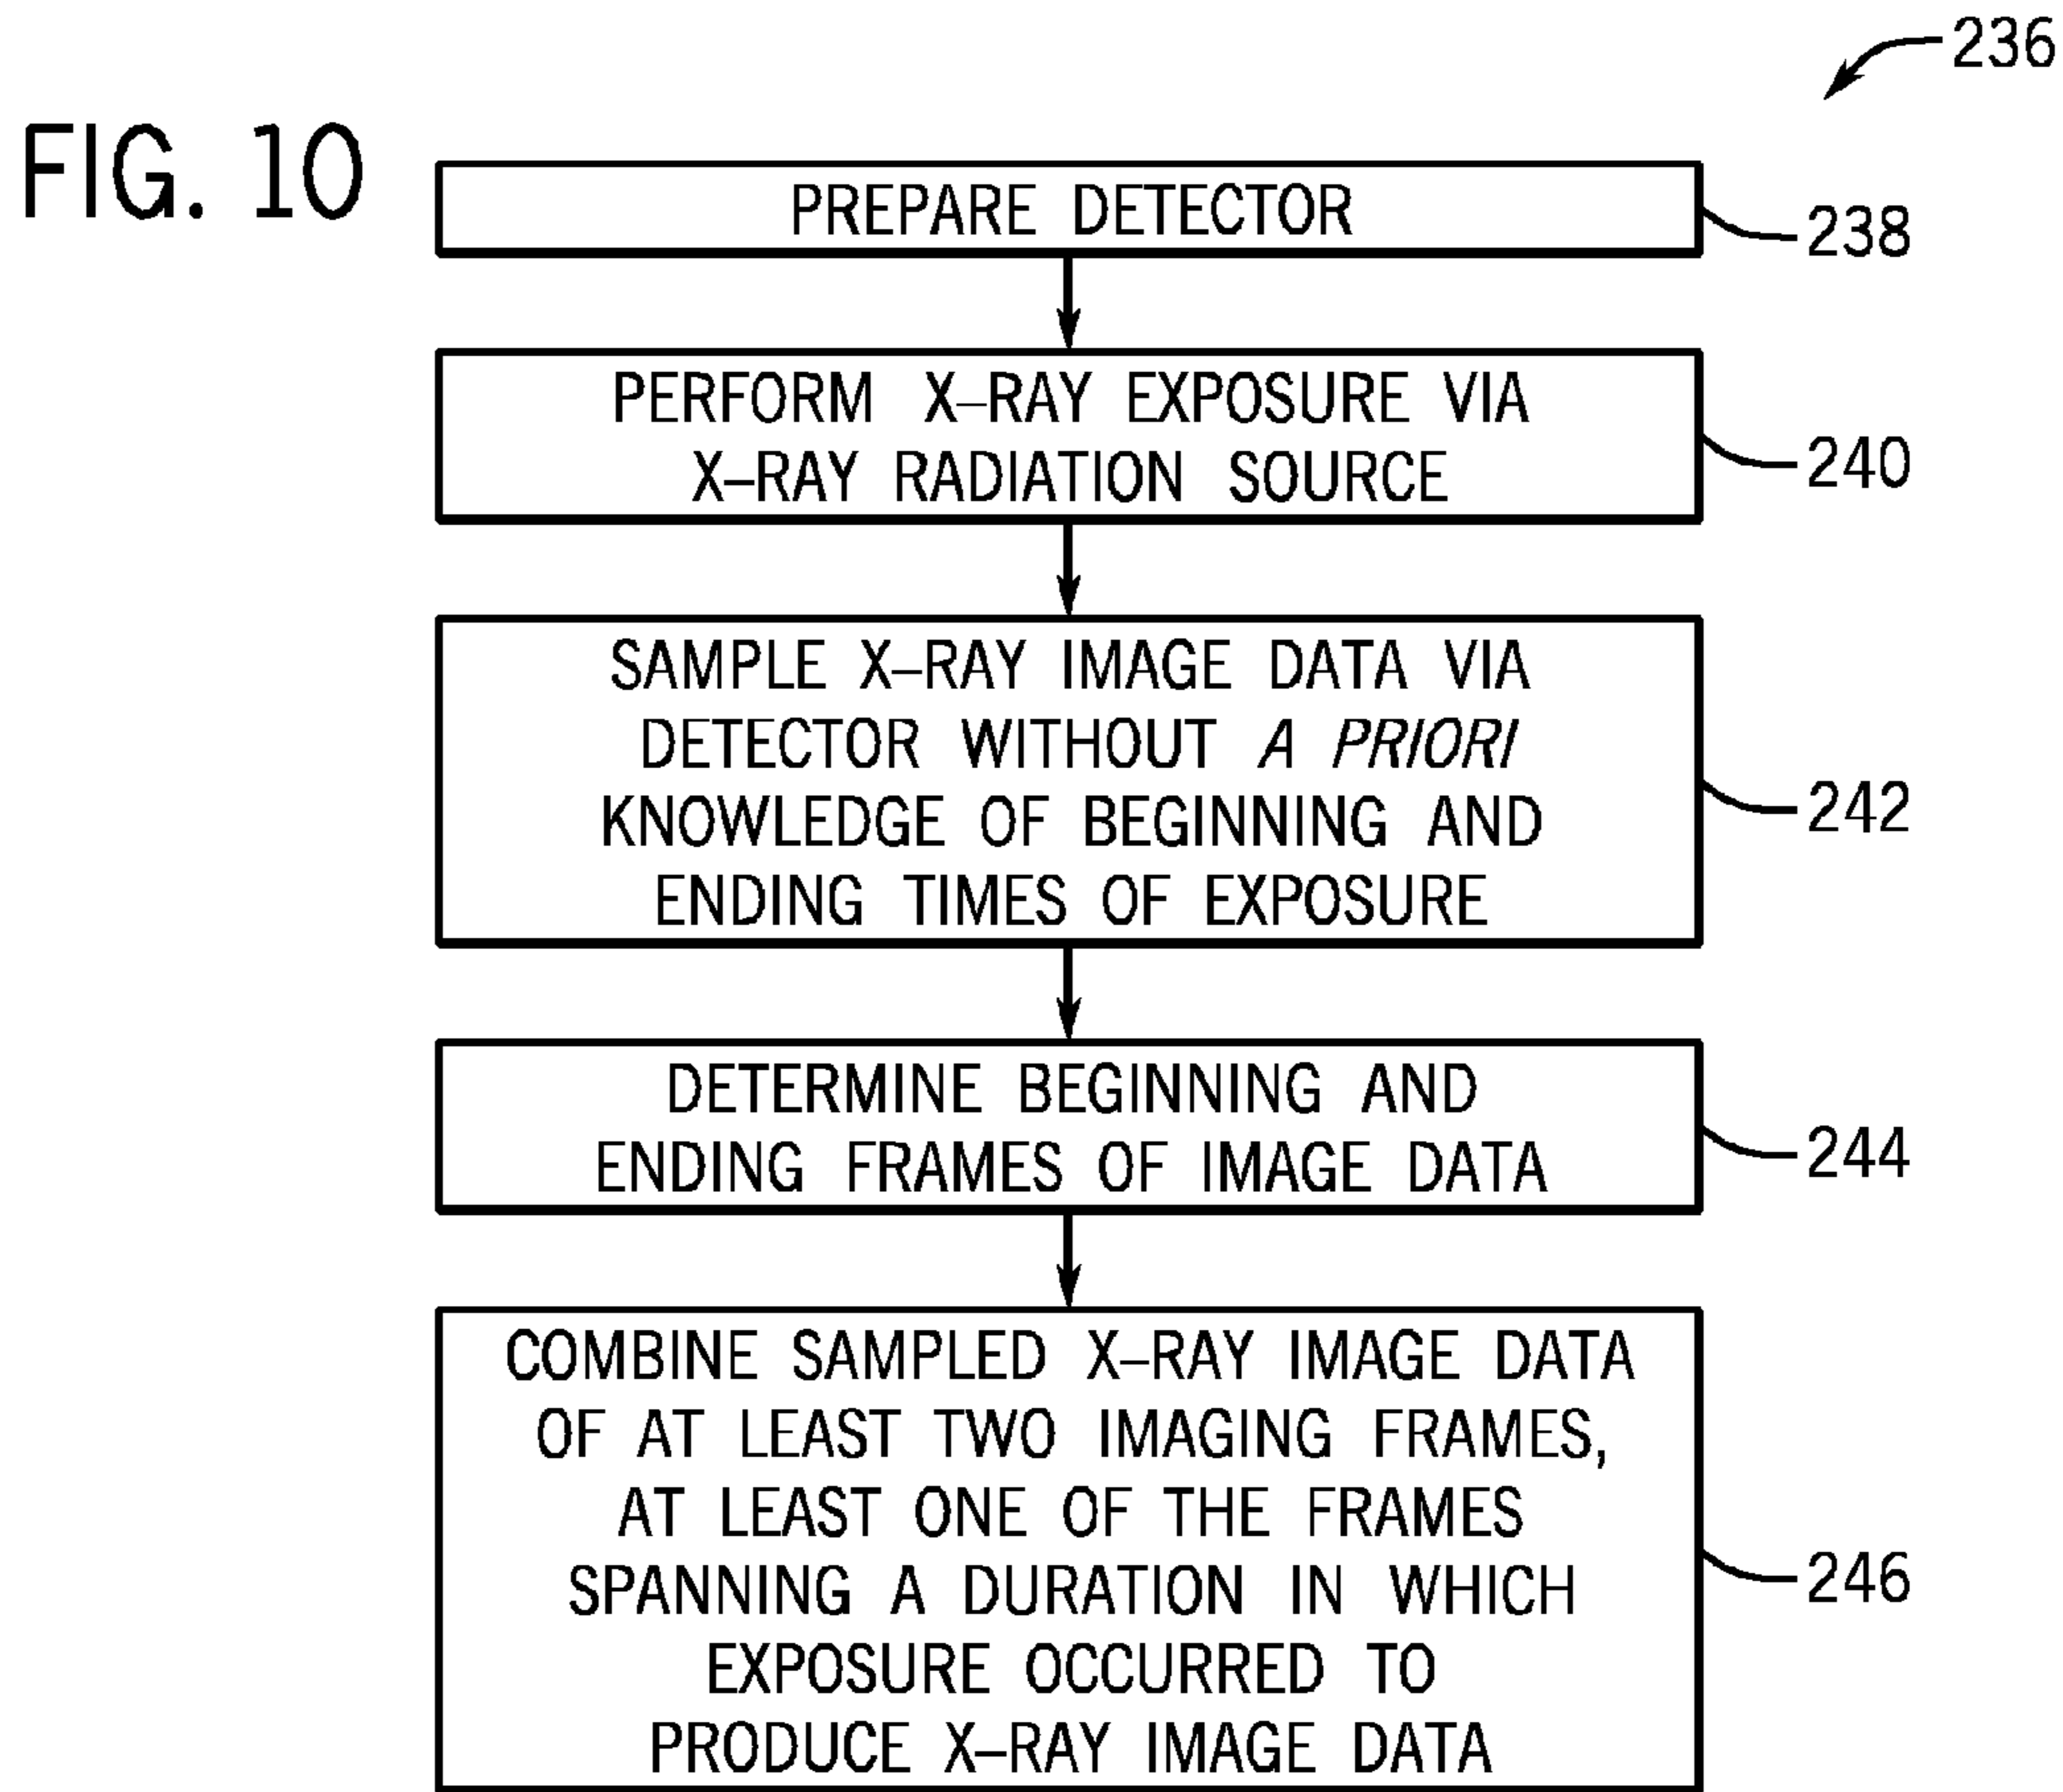 236
FIG. 10
PREPARE DETECTOR
238
PERFORM X–RAY EXPOSURE VIA
X–RAY RADIATION SOURCE
240
SAMPLE X–RAY IMAGE DATA VIA
DETECTOR WITHOUT A PRIORI
KNOWLEDGE OF BEGINNING AND
ENDING TIMES OF EXPOSURE
242
DETERMINE BEGINNING AND
ENDING FRAMES OF IMAGE DATA
244
COMBINE SAMPLED X–RAY IMAGE DATA
OF AT LEAST TWO IMAGING FRAMES,
AT LEAST ONE OF THE FRAMES
SPANNING A DURATION IN WHICH
EXPOSURE OCCURRED TO
PRODUCE X–RAY IMAGE DATA
246